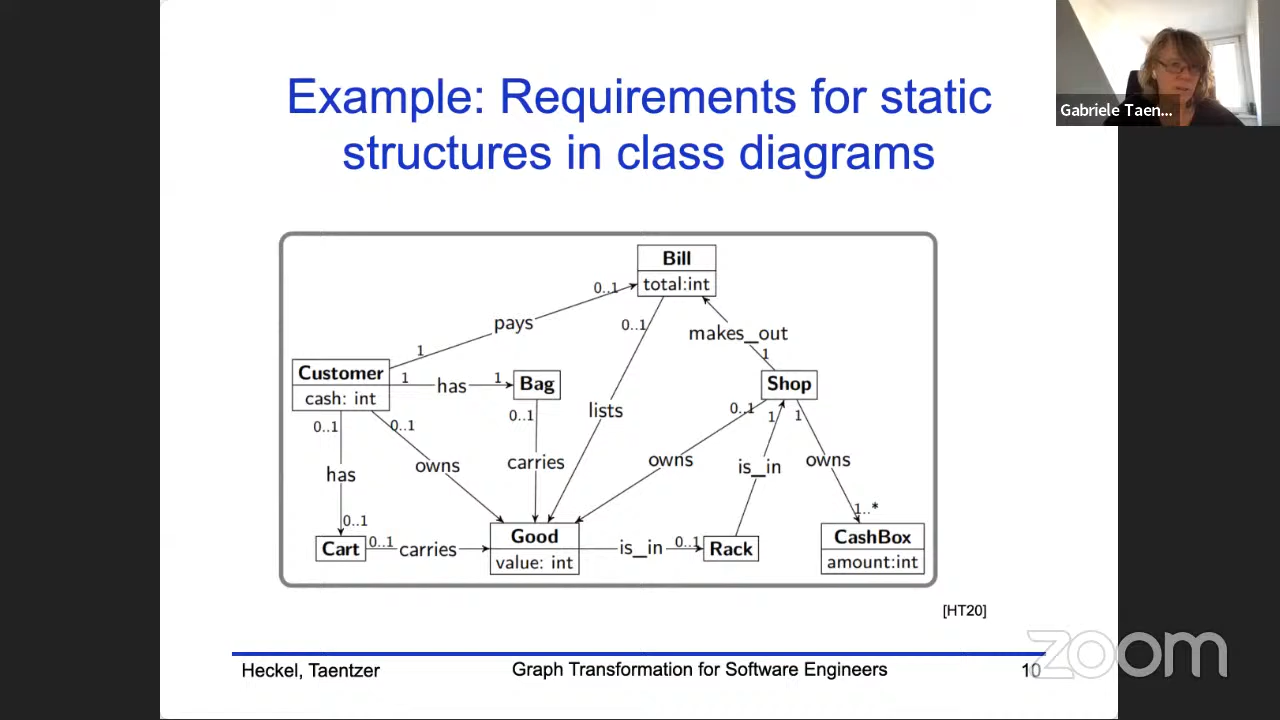 Example: Requirements for static
structures in class diagrams
Gabriele Taen...
Bill
total:int
0..1
pays
1
0..1
makes_out
1
Customer
cash: int
1
has
1
Bag
Shop
0..1
0..1
has
0..1
owns
0..1
carries
lists
0..1
owns
1
is_in
1
owns
1..*
Cart
0..1
carries
Good
value: int
is_in
0..1
Rack
CashBox
amount:int
[HT20]
Heckel, Taentzer
Graph Transformation for Software Engineers
10
zoom